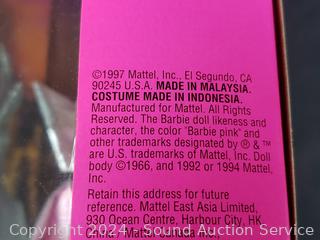 ©1997 Mattel, Inc., El Segundo, CA
90245 U.S.A. MADE IN MALAYSIA.
COSTUME MADE IN INDONESIA.
Manufactured for Mattel. All Rights
Reserved. The Barbie doll likeness and
character, the color "Barbie pink" and
other trademarks designated by ® & ™
are U.S. trademarks of Mattel, Inc. Doll
body ©1966, and 1992 or 1994 Mattel,
Inc.
Retain this address for future
reference. Mattel East Asia Limited,
930 Ocean Centre, Harbour City, HK
Copyright 2024 - Sound Auction Service